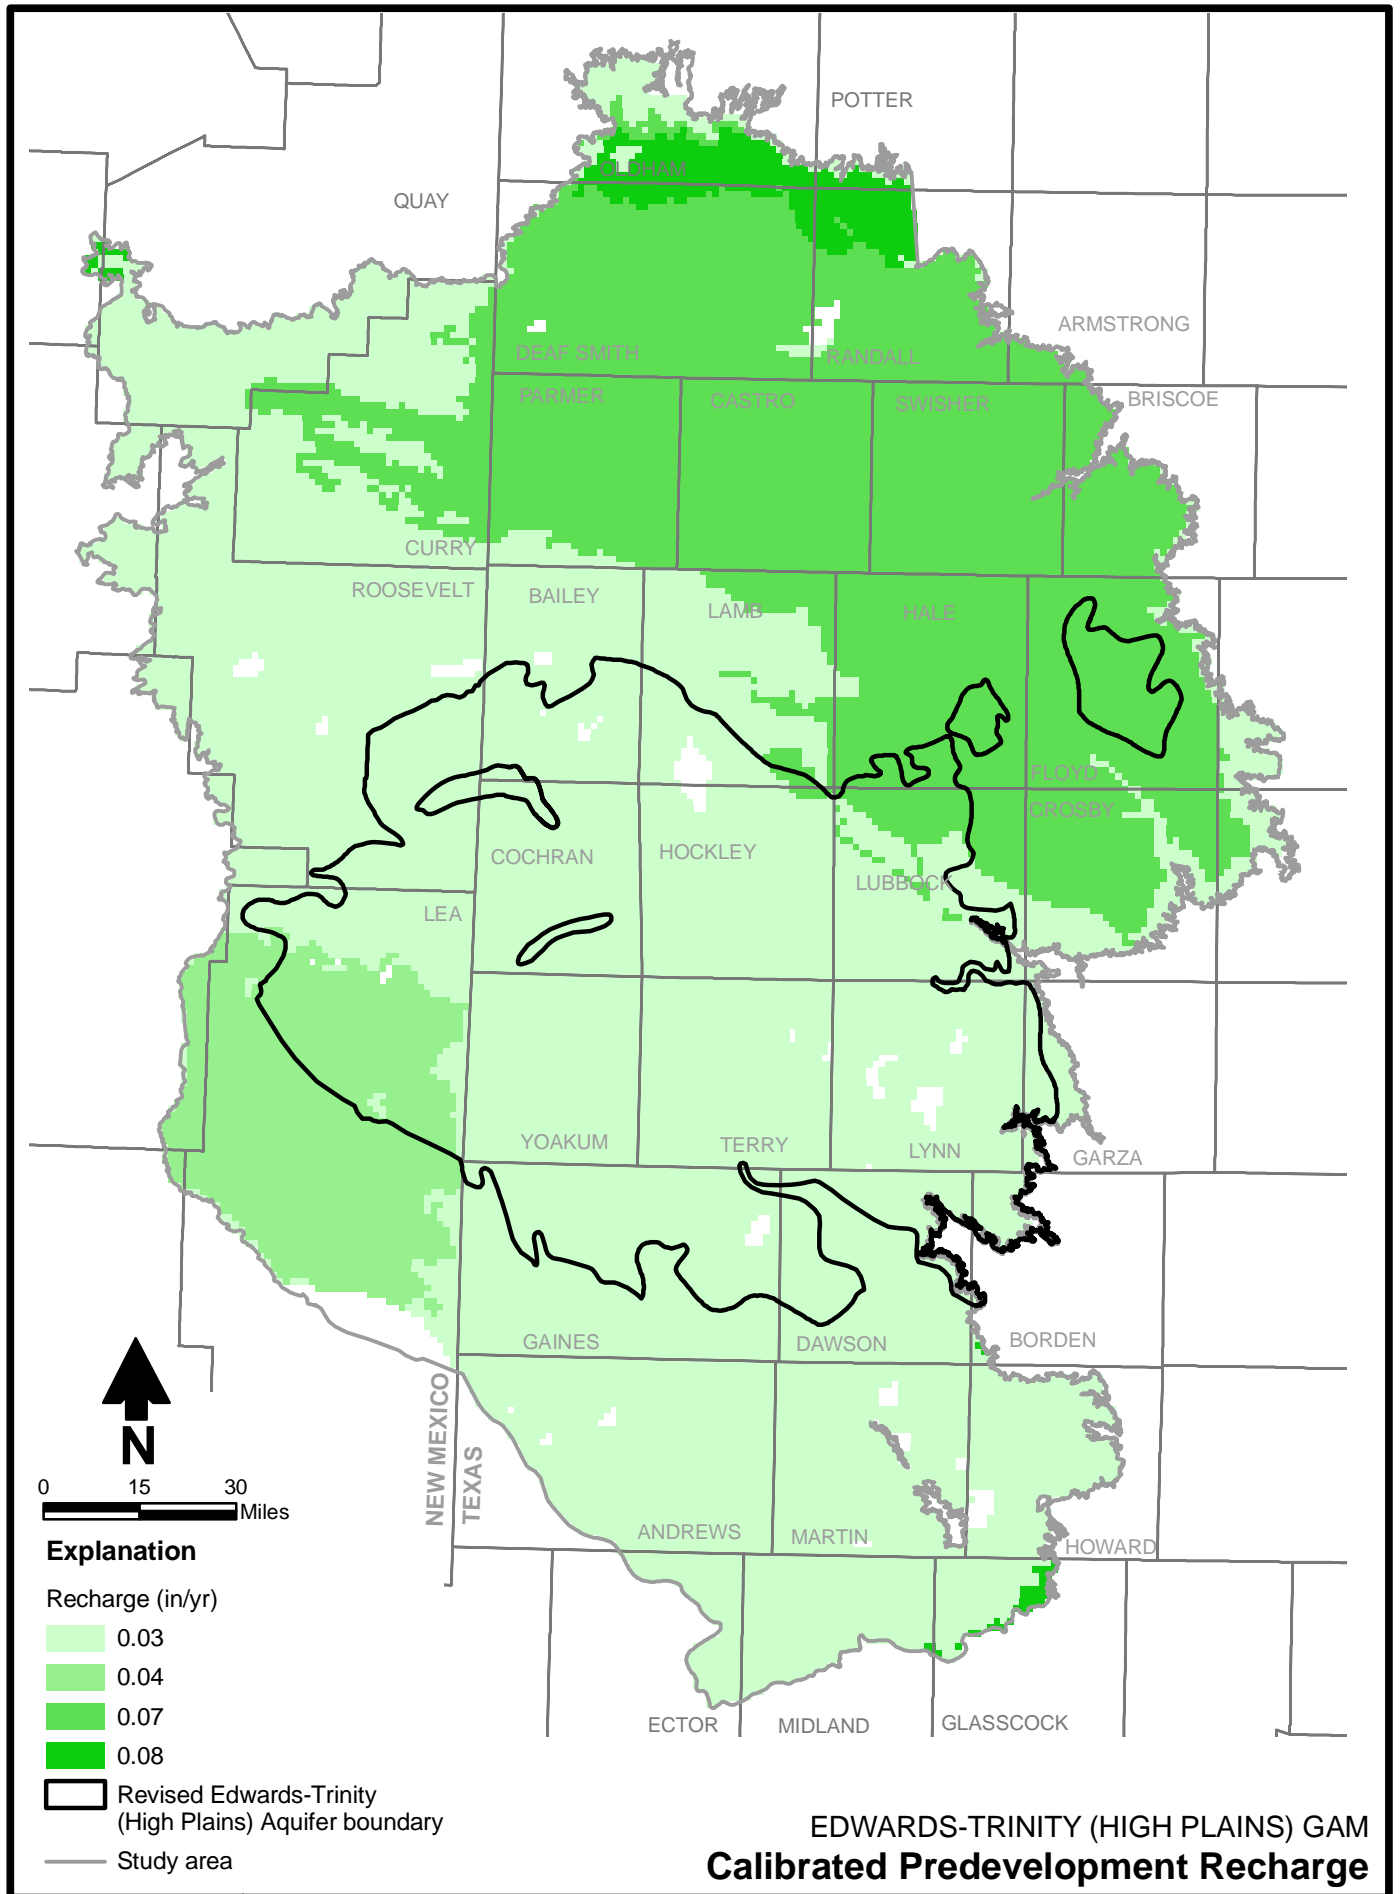 POTTER
OLDHAM
QUAY
ARMSTRONG
DEAF SMITH
RANDALL
PARMER
CASTRO
SWISHER
BRISCOE
CURRY
ROOSEVELT
BAILEY
LAMB
HALE
FLOYD
CROSBY
COCHRAN
HOCKLEY
LUBBOCK
LEA
YOAKUM
TERRY
LYNN
GARZA
GAINES
DAWSON
BORDEN
NEW MEXICO
TEXAS
ANDREWS
MARTIN
HOWARD
ECTOR
MIDLAND
GLASSCOCK
N
0 15 30
Miles
Explanation
Recharge (in/yr)
0.03
0.04
0.07
0.08
Revised Edwards-Trinity
(High Plains) Aquifer boundary
Study area
EDWARDS-TRINITY (HIGH PLAINS) GAM
Calibrated Predevelopment Recharge